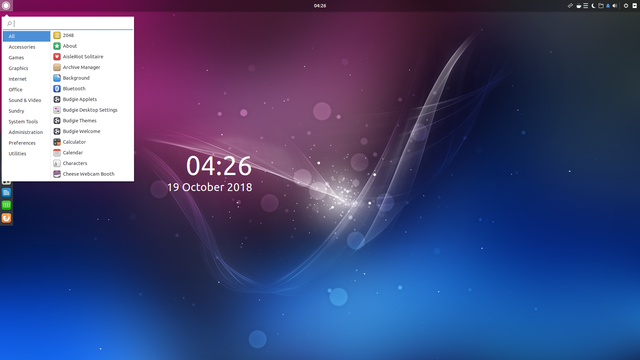 04:26
All
Accessories
Games
Graphics
Internet
Office
Sound & Video
Sundry
System Tools
Administration
Preferences
Utilities
2048
About
AisleRiot Solitaire
Archive Manager
Background
Bluetooth
Budgie Applets
Budgie Desktop Settings
Budgie Themes
Budgie Welcome
Calculator
Calendar
Characters
Cheese Webcam Booth
04:26
19 October 2018